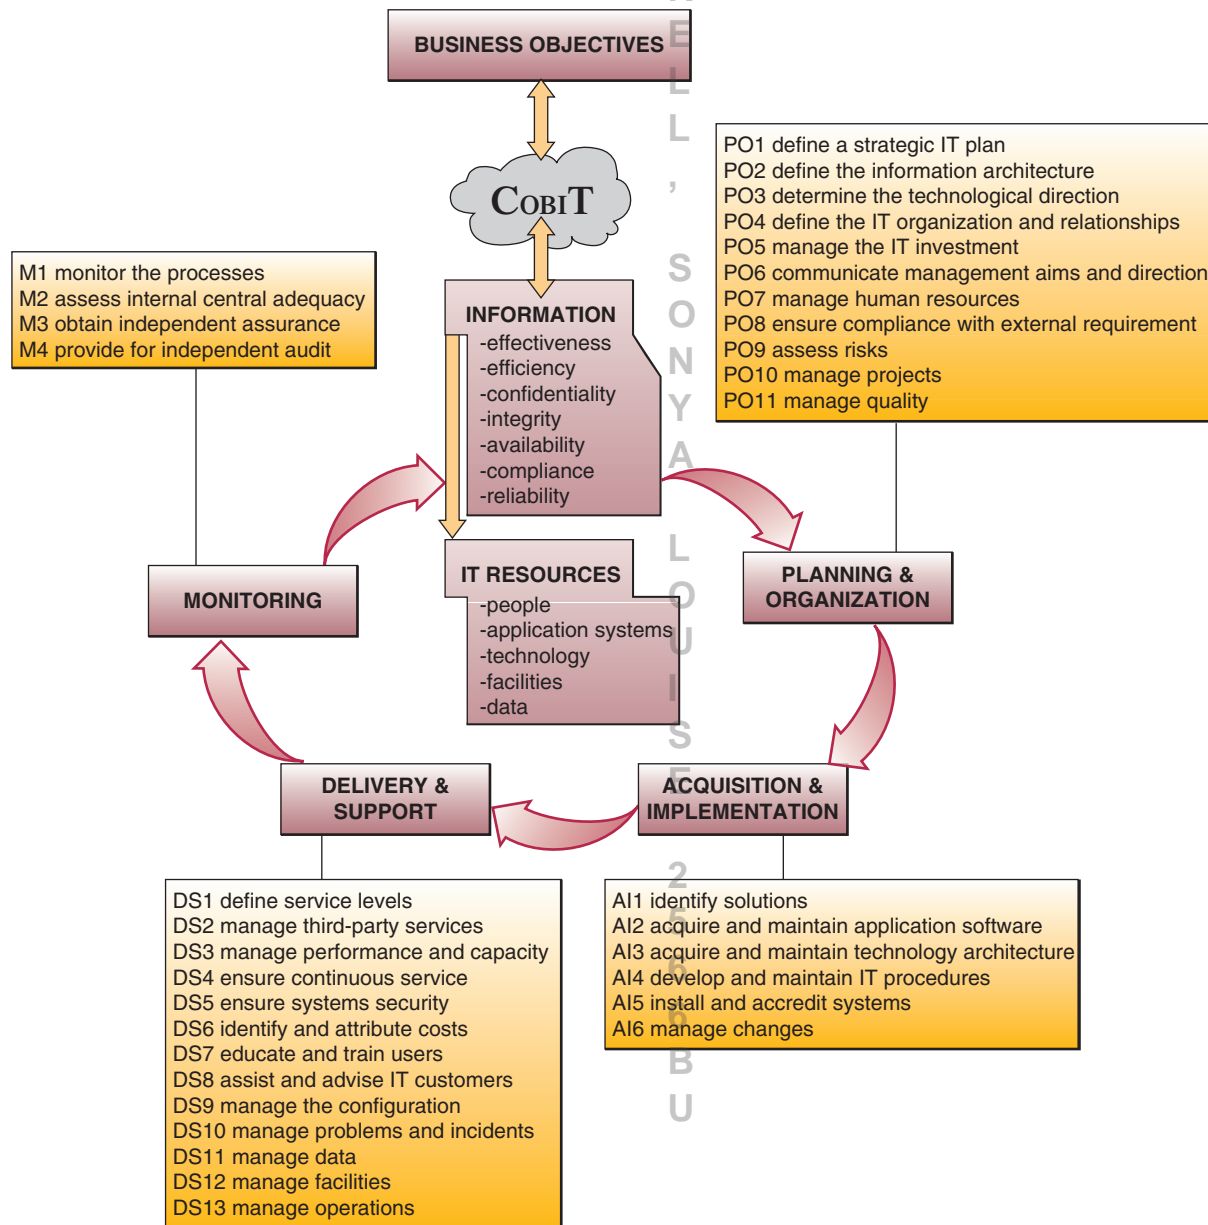 BUSINESS OBJECTIVES
COBIT
PO1 define a strategic IT plan
PO2 define the information architecture
PO3 determine the technological direction
PO4 define the IT organization and relationships
PO5 manage the IT investment
PO6 communicate management aims and direction
PO7 manage human resources
PO8 ensure compliance with external requirement
PO9 assess risks
PO10 manage projects
PO11 manage quality
M1 monitor the processes
M2 assess internal central adequacy
M3 obtain independent assurance
M4 provide for independent audit
INFORMATION
-effectiveness
-efficiency
-confidentiality
-integrity
-availability
-compliance
-reliability
IT RESOURCES
-people
-application systems
-technology
-facilities
-data
MONITORING
PLANNING &
ORGANIZATION
DELIVERY &
SUPPORT
ACQUISITION &
IMPLEMENTATION
DS1 define service levels
DS2 manage third-party services
DS3 manage performance and capacity
DS4 ensure continuous service
DS5 ensure systems security
DS6 identify and attribute costs
DS7 educate and train users
DS8 assist and advise IT customers
DS9 manage the configuration
DS10 manage problems and incidents
DS11 manage data
DS12 manage facilities
DS13 manage operations
AI1 identify solutions
AI2 acquire and maintain application software
AI3 acquire and maintain technology architecture
AI4 develop and maintain IT procedures
AI5 install and accredit systems
AI6 manage changes
ELL, SONYA LOUISE 2566BU